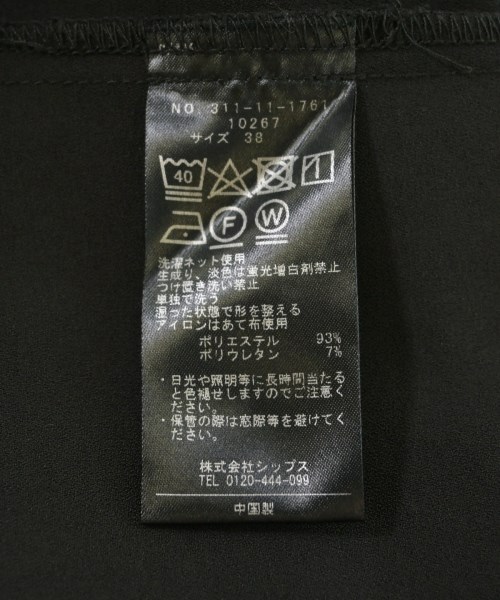 NO. 311-11-1761
10267
サイズ 38
40
F W
洗濯ネット使用
生成り、淡色は蛍光増白剤禁止
つけ置き洗い禁止
単独で洗う
湿った状態で形を整える
アイロンはあて布使用
ポリエステル 93%
ポリウレタン 7%
・日光や照明等に長時間当たる
と色褪せしますのでご注意く
ださい。
・保管の際は窓際等を避けてく
ださい。
株式会社シップス
TEL 0120-444-099
中国製